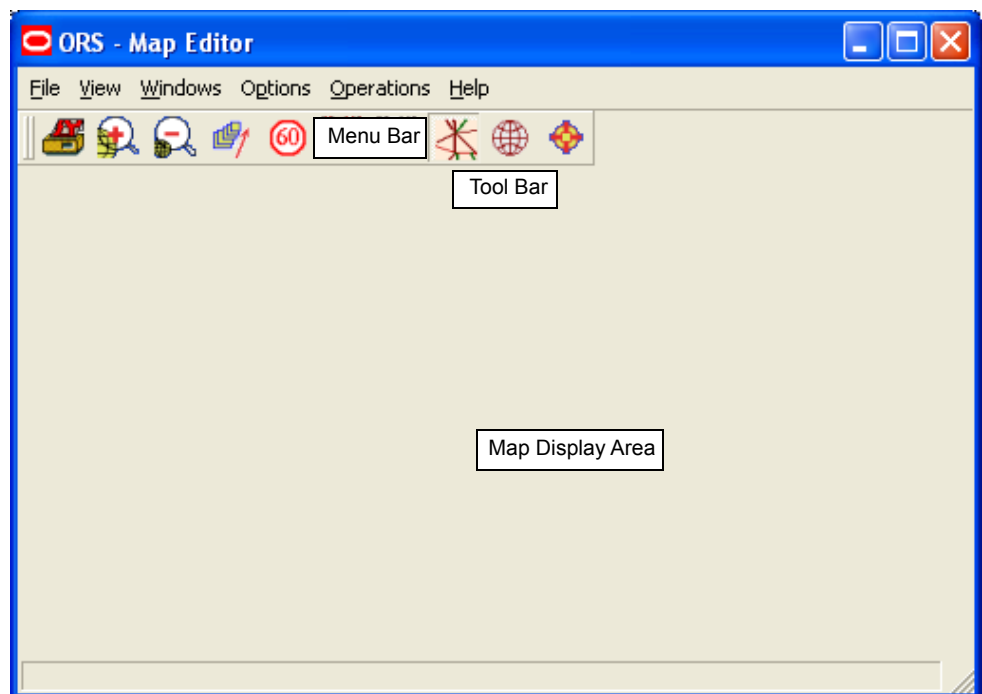 ORS - Map Editor
File View Windows Options Operations Help
60 Menu Bar
Tool Bar
Map Display Area